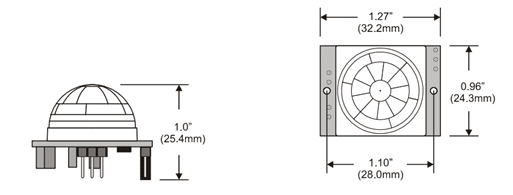 1.27"
(32.2mm)
1.0"
(25.4mm)
0.96"
(24.3mm)
1.10"
(28.0mm)